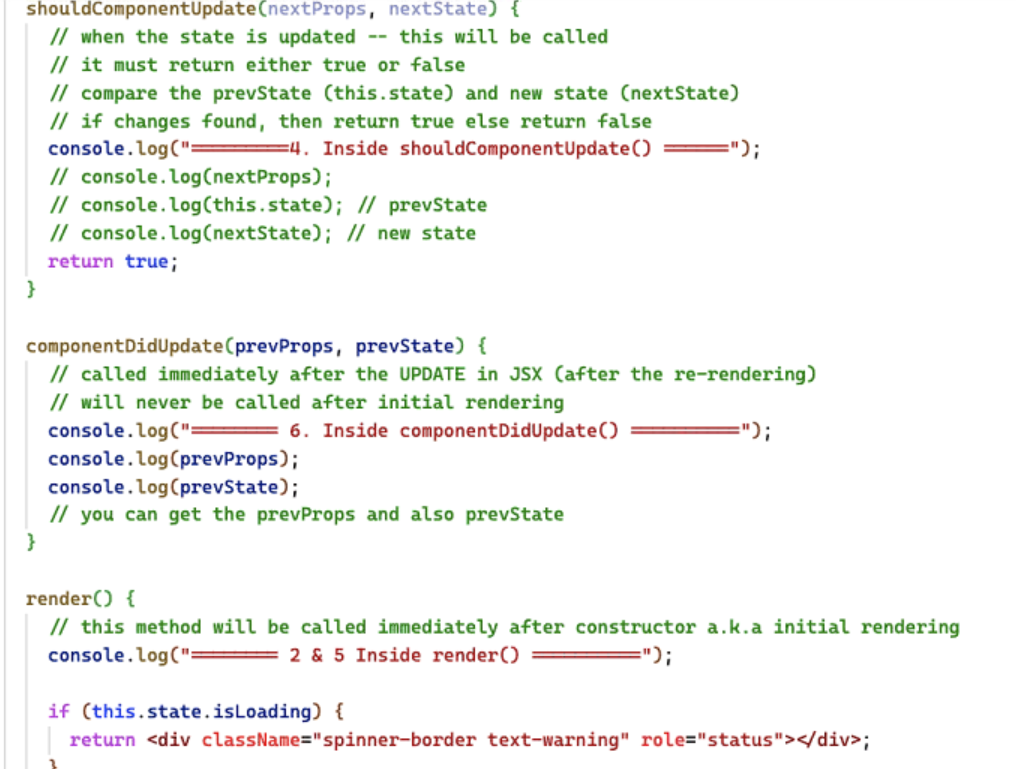 shouldComponentUpdate(nextProps, nextState) {
// when the state is updated -- this will be called
// it must return either true or false
// compare the prevState (this.state) and new state (nextState)
// if changes found, then return true else return false
console.log("=========4. Inside shouldComponentUpdate() ======");
// console.log(nextProps);
// console.log(this.state); // prevState
// console.log(nextState); // new state
return true;
}
componentDidUpdate(prevProps, prevState) {
// called immediately after the UPDATE in JSX (after the re-rendering)
// will never be called after initial rendering
console.log("======== 6. Inside componentDidUpdate() ==========");
console.log(prevProps);
console.log(prevState);
// you can get the prevProps and also prevState
}
render() {
// this method will be called immediately after constructor a.k.a initial rendering
console.log("======== 2 & 5 Inside render() ==========");
if (this.state.isLoading) {
return <div className="spinner-border text-warning" role="status"></div>;
}